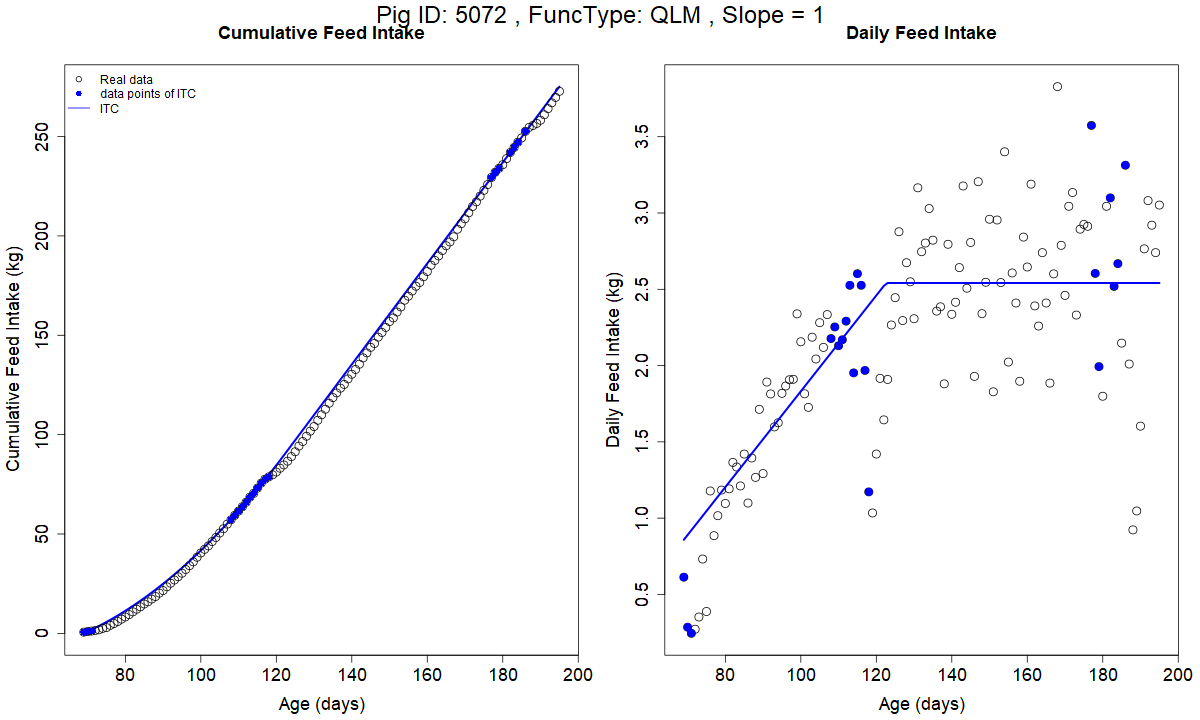 Pig ID: 5072 , FuncType: QLM , Slope = 1
Cumulative Feed Intake
Daily Feed Intake
Real data
data points of ITC
ITC
Cumulative Feed Intake (kg)
0
50
100
150
200
250
80
100
120
140
160
180
200
Age (days)
Daily Feed Intake (kg)
0.5
1.0
1.5
2.0
2.5
3.0
3.5
80
100
120
140
160
180
200
Age (days)